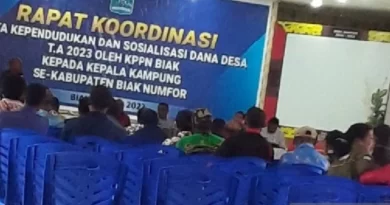 RAPAT KOORDINASI
KEPENDUDUKAN DAN SOSIALISASI DANA DESA
T.A 2023 OLEH KPPN BIAK
KEPADA KEPALA KAMPUNG
SE-KABUPATEN BIAK NUMFOR